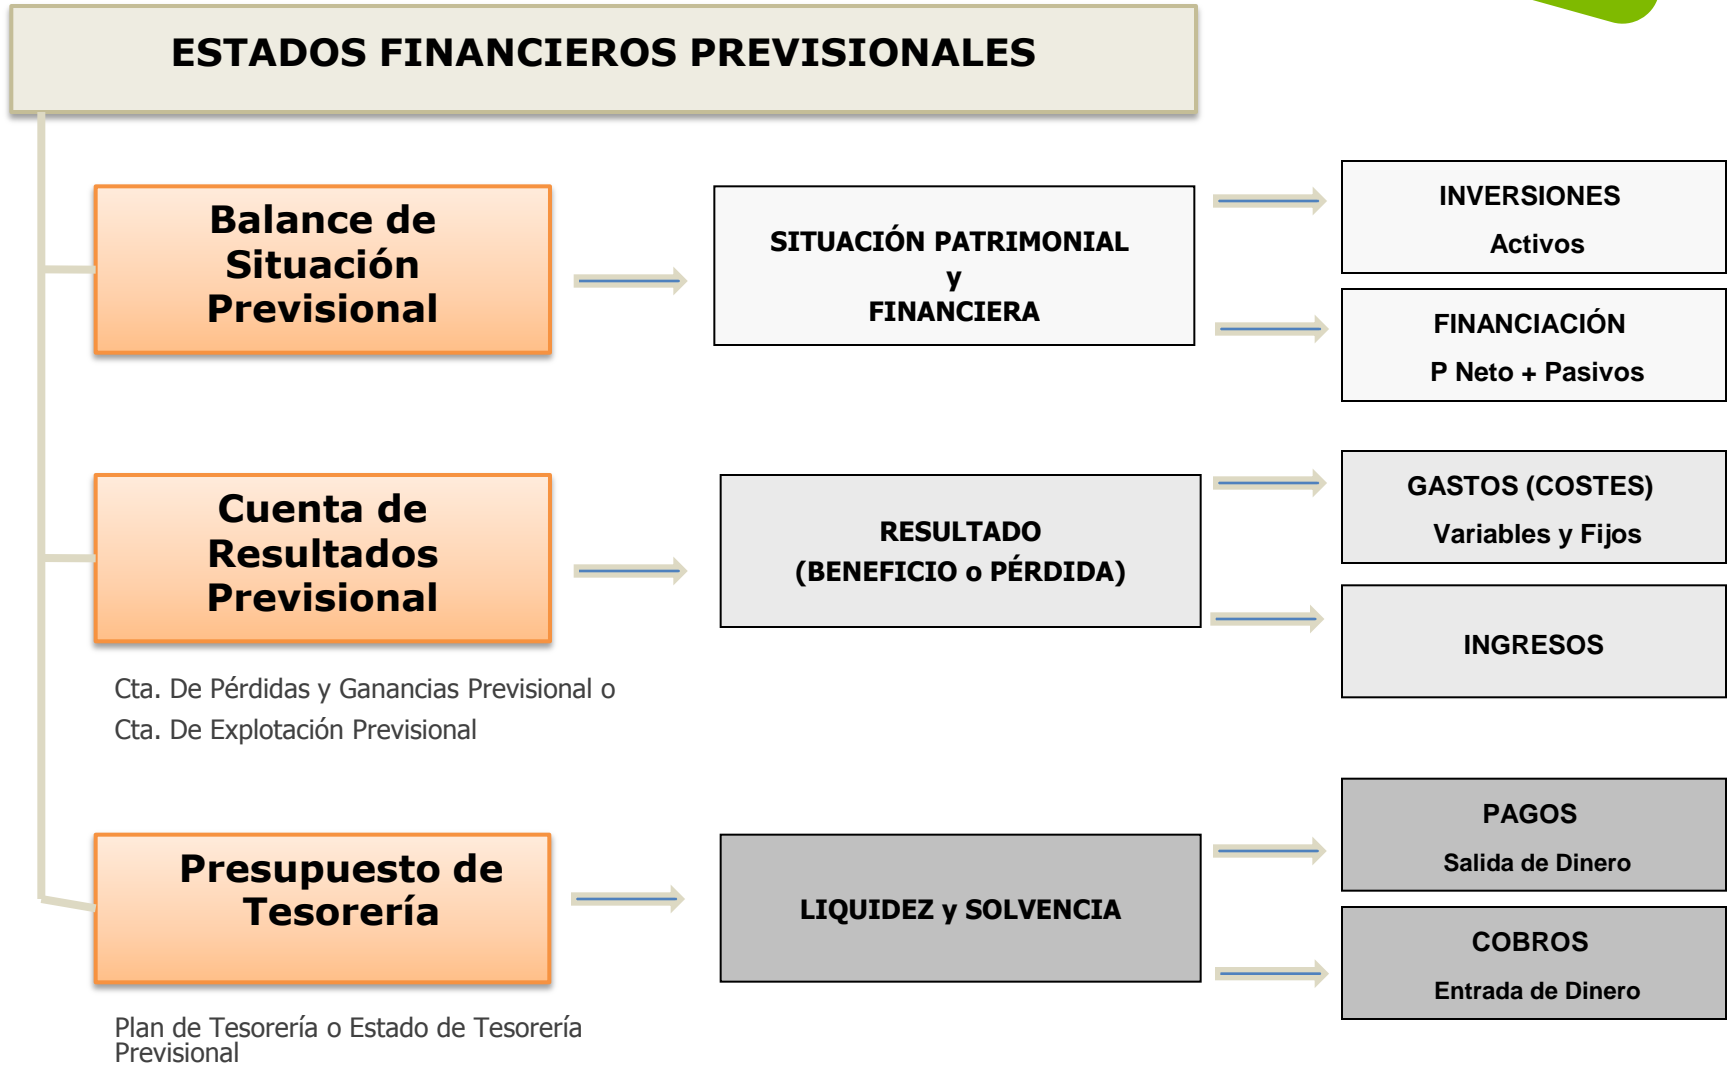 ESTADOS FINANCIEROS PREVISIONALES
Balance de
Situación
Previsional
SITUACIÓN PATRIMONIAL
y
FINANCIERA
INVERSIONES
Activos
FINANCIACIÓN
P Neto + Pasivos
Cuenta de
Resultados
Previsional
RESULTADO
(BENEFICIO o PÉRDIDA)
GASTOS (COSTES)
Variables y Fijos
INGRESOS
Cta. De Pérdidas y Ganancias Previsional o
Cta. De Explotación Previsional
Presupuesto de
Tesorería
LIQUIDEZ y SOLVENCIA
PAGOS
Salida de Dinero
COBROS
Entrada de Dinero
Plan de Tesorería o Estado de Tesorería
Previsional